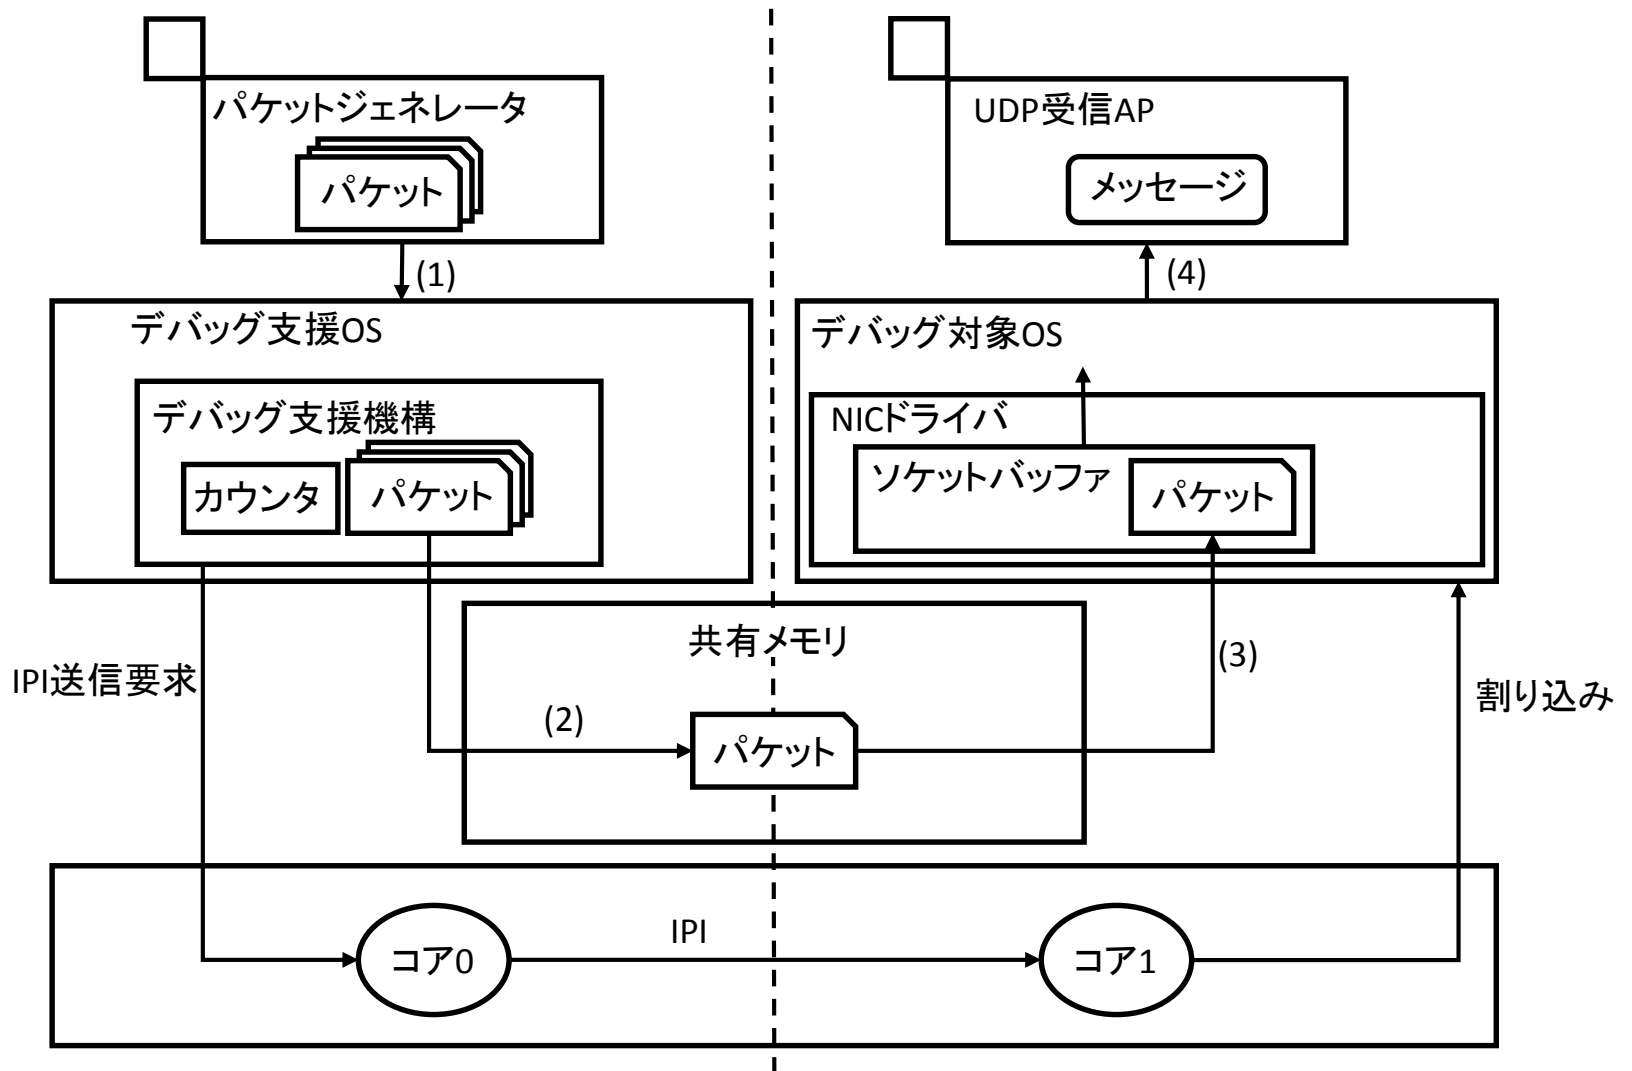 パケットジェネレータ
パケット
(1)
デバッグ支援OS
デバッグ支援機構
カウンタ
パケット
UDP受信AP
メッセージ
(4)
デバッグ対象OS
NICドライバ
ソケットバッファ
パケット
共有メモリ
IPI送信要求
(2)
パケット
(3)
割り込み
コア0
IPI
コア1